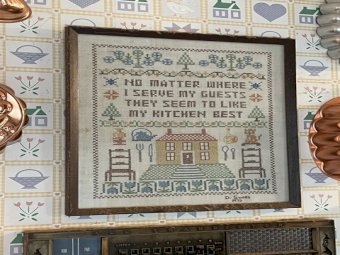 NO MATTER WHERE
I SERVE MY GUESTS
THEY SEEM TO LIKE
MY KITCHEN BEST